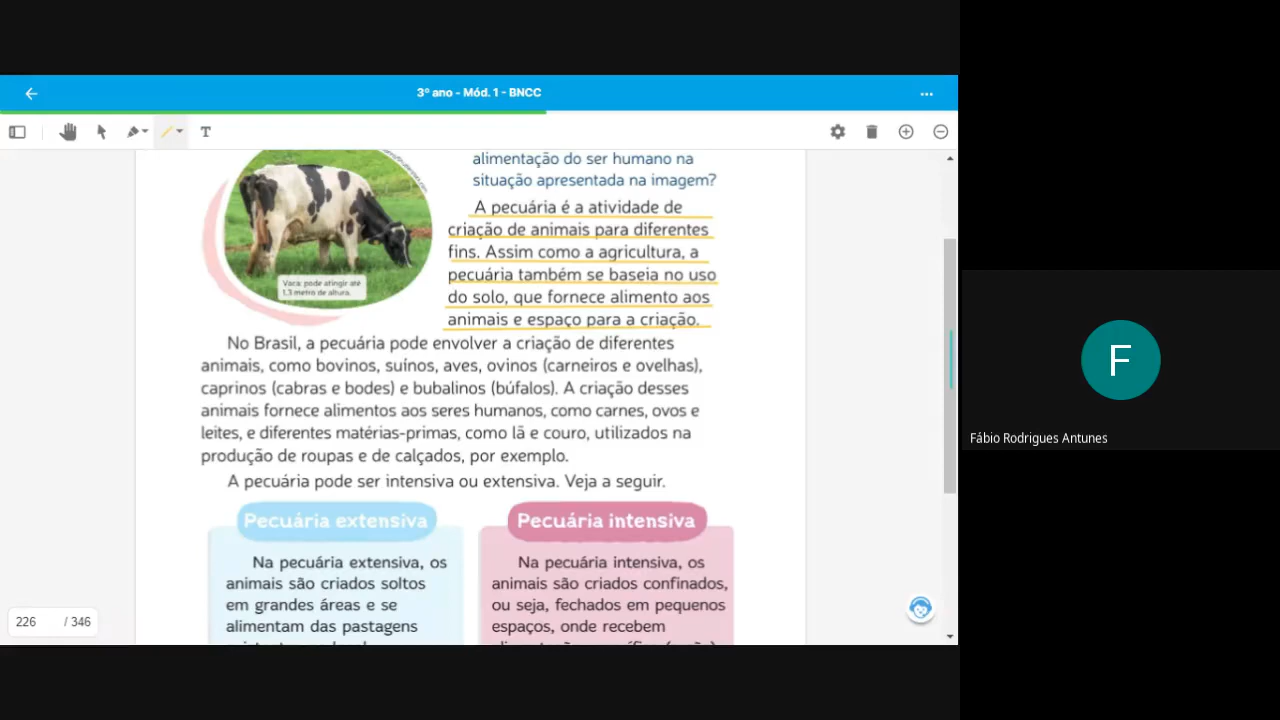 3º ano - Mód. 1 - BNCC
T
alimentação do ser humano na
situação apresentada na imagem?
A pecuária é a atividade de
criação de animais para diferentes
fins. Assim como a agricultura, a
pecuária também se baseia no uso
do solo, que fornece alimento aos
animais e espaço para a criação.
Vaca: pode atingir até
1,3 metro de altura.
No Brasil, a pecuária pode envolver a criação de diferentes
animais, como bovinos, suínos, aves, ovinos (carneiros e ovelhas),
caprinos (cabras e bodes) e bubalinos (búfalos). A criação desses
animais fornece alimentos aos seres humanos, como carnes, ovos e
leites, e diferentes matérias-primas, como lã e couro, utilizados na
produção de roupas e de calçados, por exemplo.
A pecuária pode ser intensiva ou extensiva. Veja a seguir.
Pecuária extensiva
Na pecuária extensiva, os
animais são criados soltos
em grandes áreas e se
alimentam das pastagens
Pecuária intensiva
Na pecuária intensiva, os
animais são criados confinados,
ou seja, fechados em pequenos
espaços, onde recebem
226 / 346
F
Fábio Rodrigues Antunes